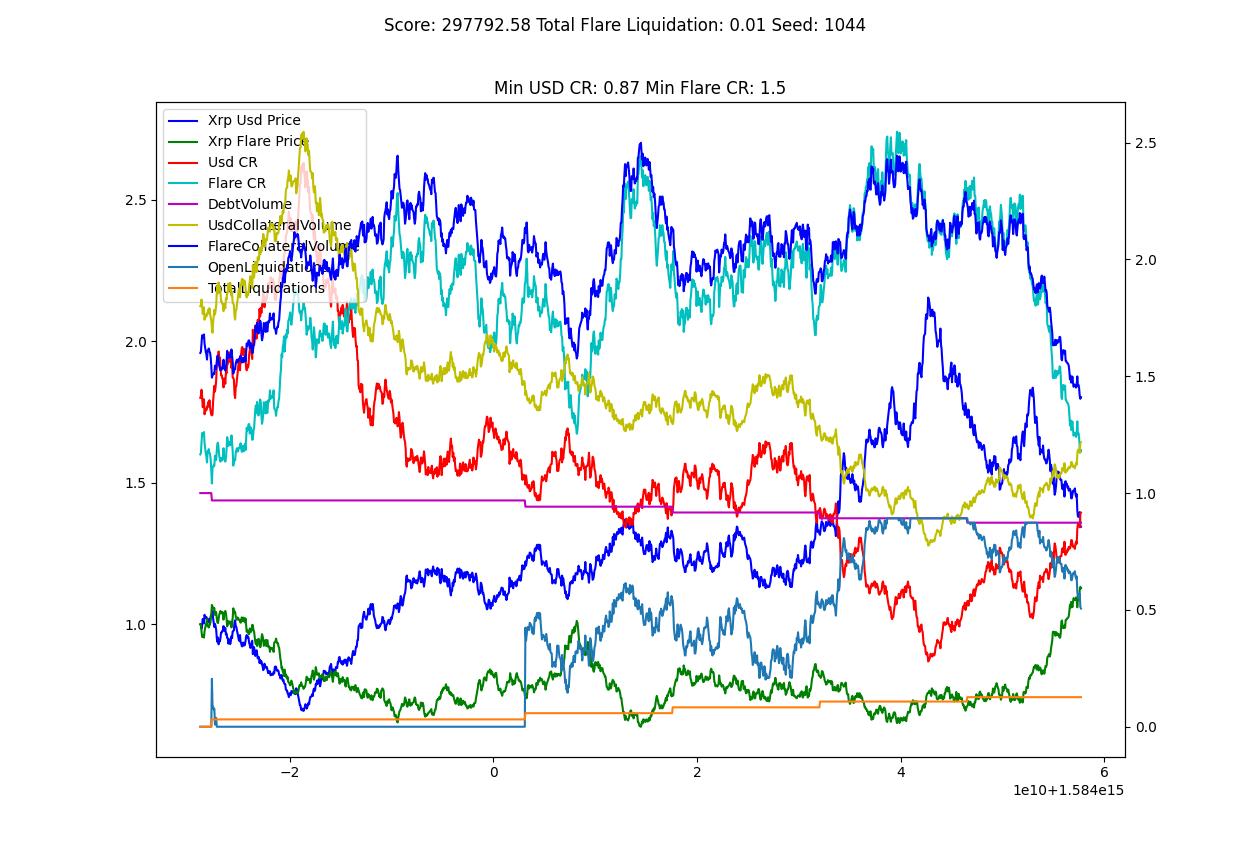 Score: 297792.58 Total Flare Liquidation: 0.01 Seed: 1044
Min USD CR: 0.87 Min Flare CR: 1.5
Xrp Usd Price
Xrp Flare Price
Usd CR
Flare CR
DebtVolume
UsdCollateralVolume
FlareCollateralVolume
OpenLiquidations
TotalLiquidations
2.5
2.0
1.5
1.0
2.5
2.0
1.5
1.0
0.5
0.0
−2
0
2
4
6
1e10+1.584e15